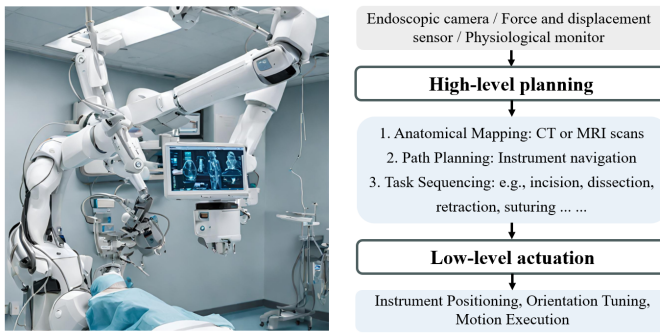 Endoscopic camera / Force and displacement
sensor / Physiological monitor
High-level planning
1. Anatomical Mapping: CT or MRI scans
2. Path Planning: Instrument navigation
3. Task Sequencing: e.g., incision, dissection,
retraction, suturing ... ...
Low-level actuation
Instrument Positioning, Orientation Tuning,
Motion Execution